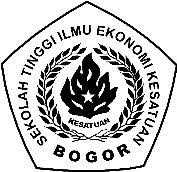 SEKOLAH TINGGI ILMU EKONOMI KESATUAN
KESATUAN
BOGOR